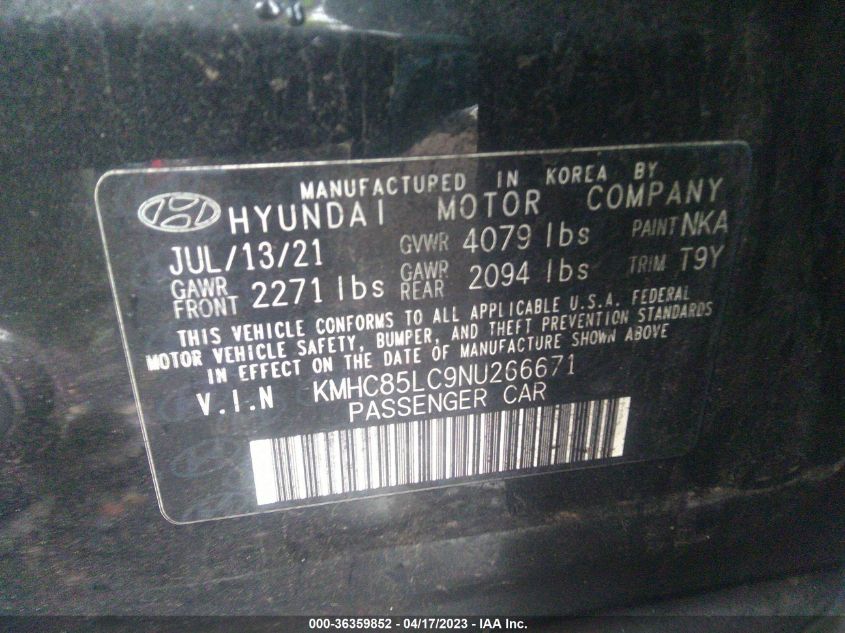 MANUFACTURED IN KOREA BY
HYUNDAI MOTOR COMPANY
JUL/13/21 GVWR 4079 lbs PAINT NKA
GAWR FRONT 2271 lbs GAWR REAR 2094 lbs TRIM T9Y
THIS VEHICLE CONFORMS TO ALL APPLICABLE U.S.A. FEDERAL
MOTOR VEHICLE SAFETY, BUMPER, AND THEFT PREVENTION STANDARDS
IN EFFECT ON THE DATE OF MANUFACTURE SHOWN ABOVE
V.I.N KMHC85LC9NU266671
PASSENGER CAR
000-36359852 - 04/17/2023 - IAA Inc.